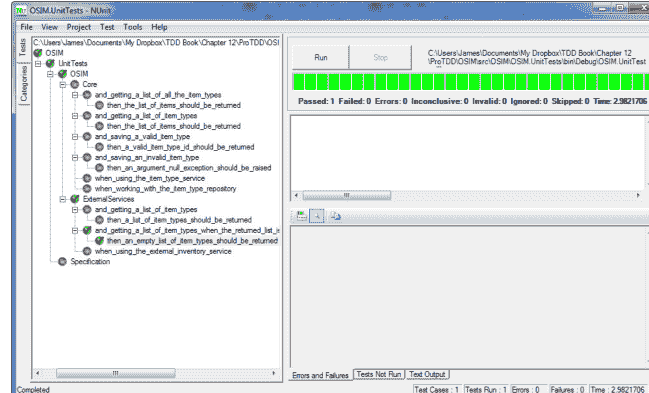 OSIM.UnitTests - NUnit
File View Project Test Tools Help
Tests
Categories
C:\Users\James\Documents\My Dropbox\TDD Book\Chapter 12\ProTDD\OSI
OSIM
UnitTests
OSIM
Core
and_getting_a_list_of_all_the_item_types
then_the_list_of_items_should_be_returned
and_getting_a_list_of_item_types
then_the_list_of_items_should_be_returned
and_saving_a_valid_item_type
then_a_valid_item_type_id_should_be_returned
and_saving_an_invalid_item_type
then_an_argument_null_exception_should_be_raised
when_using_the_item_type_service
when_working_with_the_item_type_repository
ExternalServices
and_getting_a_list_of_item_types
then_a_list_of_item_types_should_be_returned
and_getting_a_list_of_item_types_when_the_returned_list_is
then_an_empty_list_of_item_types_should_be_returned
when_using_the_external_inventory_service
Specification
Run
Stop
C:\Users\James\Documents\My Dropbox\TDD Book\Chapter 12
\ProTDD\OSIM\src\OSIM\OSIM.UnitTests\bin\Debug\OSIM.UnitTest
Passed: 1 Failed: 0 Errors: 0 Inconclusive: 0 Invalid: 0 Ignored: 0 Skipped: 0 Time: 2.9821706
Errors and Failures Tests Not Run Text Output
Completed
Test Cases : 1 Tests Run : 1 Errors : 0 Failures : 0 Time : 2.9821706